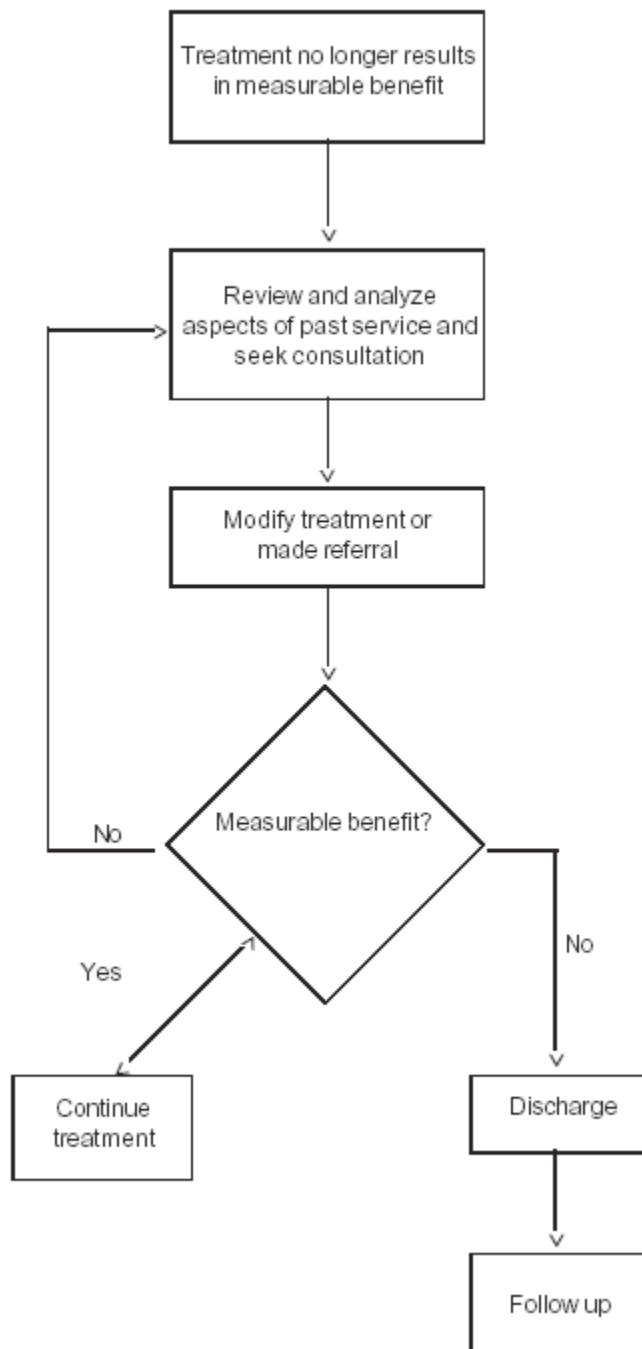 Treatment no longer results
in measurable benefit
Review and analyze
aspects of past service and
seek consultation
Modify treatment or
made referral
Measurable benefit?
No
No
Yes
Continue
treatment
Discharge
Follow up